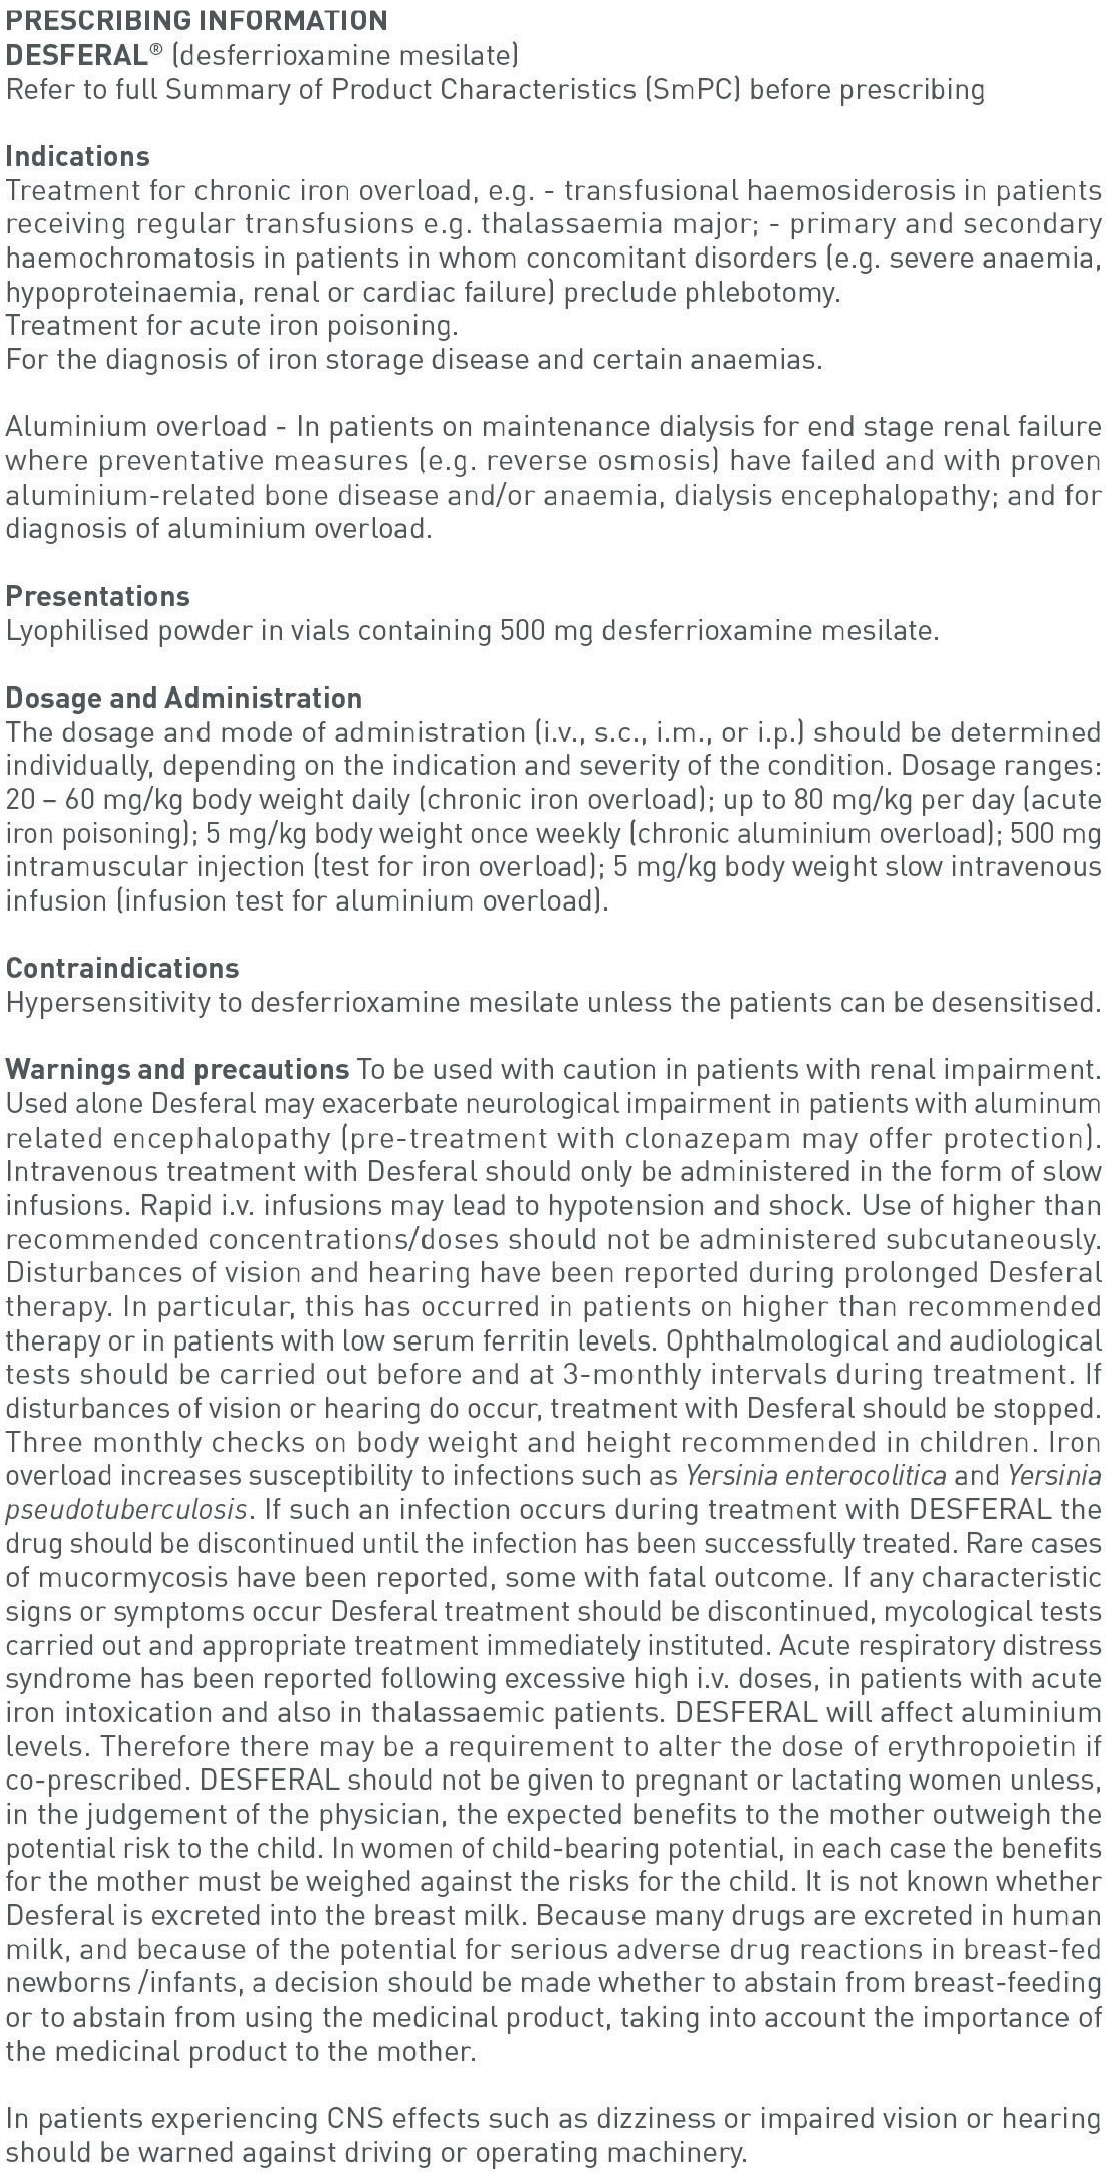 PRESCRIBING INFORMATION
DESFERAL® (desferrioxamine mesilate)
Refer to full Summary of Product Characteristics (SmPC) before prescribing
Indications
Treatment for chronic iron overload, e.g. - transfusional haemosiderosis in patients
receiving regular transfusions e.g. thalassaemia major; - primary and secondary
haemochromatosis in patients in whom concomitant disorders (e.g. severe anaemia,
hypoproteinaemia, renal or cardiac failure) preclude phlebotomy.
Treatment for acute iron poisoning.
For the diagnosis of iron storage disease and certain anaemias.
Aluminium overload - In patients on maintenance dialysis for end stage renal failure
where preventative measures (e.g. reverse osmosis) have failed and with proven
aluminium-related bone disease and/or anaemia, dialysis encephalopathy; and for
diagnosis of aluminium overload.
Presentations
Lyophilised powder in vials containing 500 mg desferrioxamine mesilate.
Dosage and Administration
The dosage and mode of administration (i.v., s.c., i.m., or i.p.) should be determined
individually, depending on the indication and severity of the condition. Dosage ranges:
20 – 60 mg/kg body weight daily (chronic iron overload); up to 80 mg/kg per day (acute
iron poisoning); 5 mg/kg body weight once weekly (chronic aluminium overload); 500 mg
intramuscular injection (test for iron overload); 5 mg/kg body weight slow intravenous
infusion (infusion test for aluminium overload).
Contraindications
Hypersensitivity to desferrioxamine mesilate unless the patients can be desensitised.
Warnings and precautions To be used with caution in patients with renal impairment.
Used alone Desferal may exacerbate neurological impairment in patients with aluminum
related encephalopathy (pre-treatment with clonazepam may offer protection).
Intravenous treatment with Desferal should only be administered in the form of slow
infusions. Rapid i.v. infusions may lead to hypotension and shock. Use of higher than
recommended concentrations/doses should not be administered subcutaneously.
Disturbances of vision and hearing have been reported during prolonged Desferal
therapy. In particular, this has occurred in patients on higher than recommended
therapy or in patients with low serum ferritin levels. Ophthalmological and audiological
tests should be carried out before and at 3-monthly intervals during treatment. If
disturbances of vision or hearing do occur, treatment with Desferal should be stopped.
Three monthly checks on body weight and height recommended in children. Iron
overload increases susceptibility to infections such as Yersinia enterocolitica and Yersinia
pseudotuberculosis. If such an infection occurs during treatment with DESFERAL the
drug should be discontinued until the infection has been successfully treated. Rare cases
of mucormycosis have been reported, some with fatal outcome. If any characteristic
signs or symptoms occur Desferal treatment should be discontinued, mycological tests
carried out and appropriate treatment immediately instituted. Acute respiratory distress
syndrome has been reported following excessive high i.v. doses, in patients with acute
iron intoxication and also in thalassaemic patients. DESFERAL will affect aluminium
levels. Therefore there may be a requirement to alter the dose of erythropoietin if
co-prescribed. DESFERAL should not be given to pregnant or lactating women unless,
in the judgement of the physician, the expected benefits to the mother outweigh the
potential risk to the child. In women of child-bearing potential, in each case the benefits
for the mother must be weighed against the risks for the child. It is not known whether
Desferal is excreted into the breast milk. Because many drugs are excreted in human
milk, and because of the potential for serious adverse drug reactions in breast-fed
newborns /infants, a decision should be made whether to abstain from breast-feeding
or to abstain from using the medicinal product, taking into account the importance of
the medicinal product to the mother.
In patients experiencing CNS effects such as dizziness or impaired vision or hearing
should be warned against driving or operating machinery.